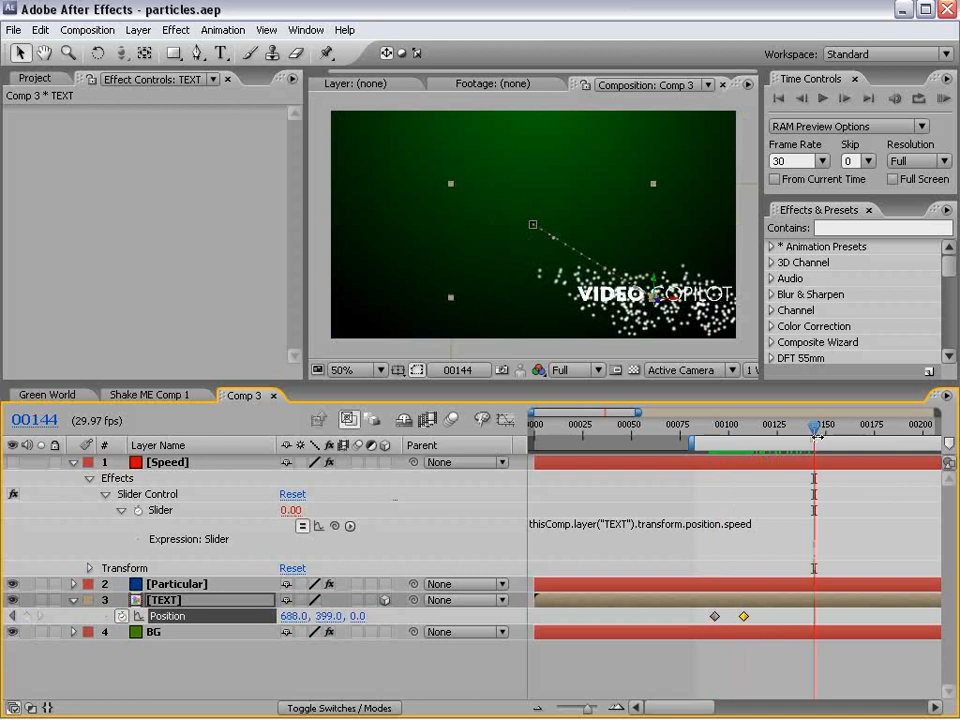 Adobe After Effects - particles.aep
File Edit Composition Layer Effect Animation View Window Help
Workspace: Standard
Project Effect Controls: TEXT
Comp 3 * TEXT
Layer: (none) Footage: (none) Composition: Comp 3
VIDEO COPILOT
50% 00144 Full Active Camera 1 V
Time Controls
RAM Preview Options
Frame Rate Skip Resolution
30 0 Full
From Current Time Full Screen
Effects & Presets
Contains:
* Animation Presets
3D Channel
Audio
Blur & Sharpen
Channel
Color Correction
Composite Wizard
DFT 55mm
Green World Shake ME Comp 1 Comp 3
00144 (29.97 fps)
0000 00025 00050 00075 00100 00125 00150 00175 00200
# Layer Name Parent
1 [Speed] None
Effects
Slider Control Reset
Slider 0.00
thisComp.layer("TEXT").transform.position.speed
Expression: Slider
Transform Reset
2 [Particular] None
3 [TEXT] None
Position 688.0, 399.0, 0.0
4 BG None
Toggle Switches / Modes